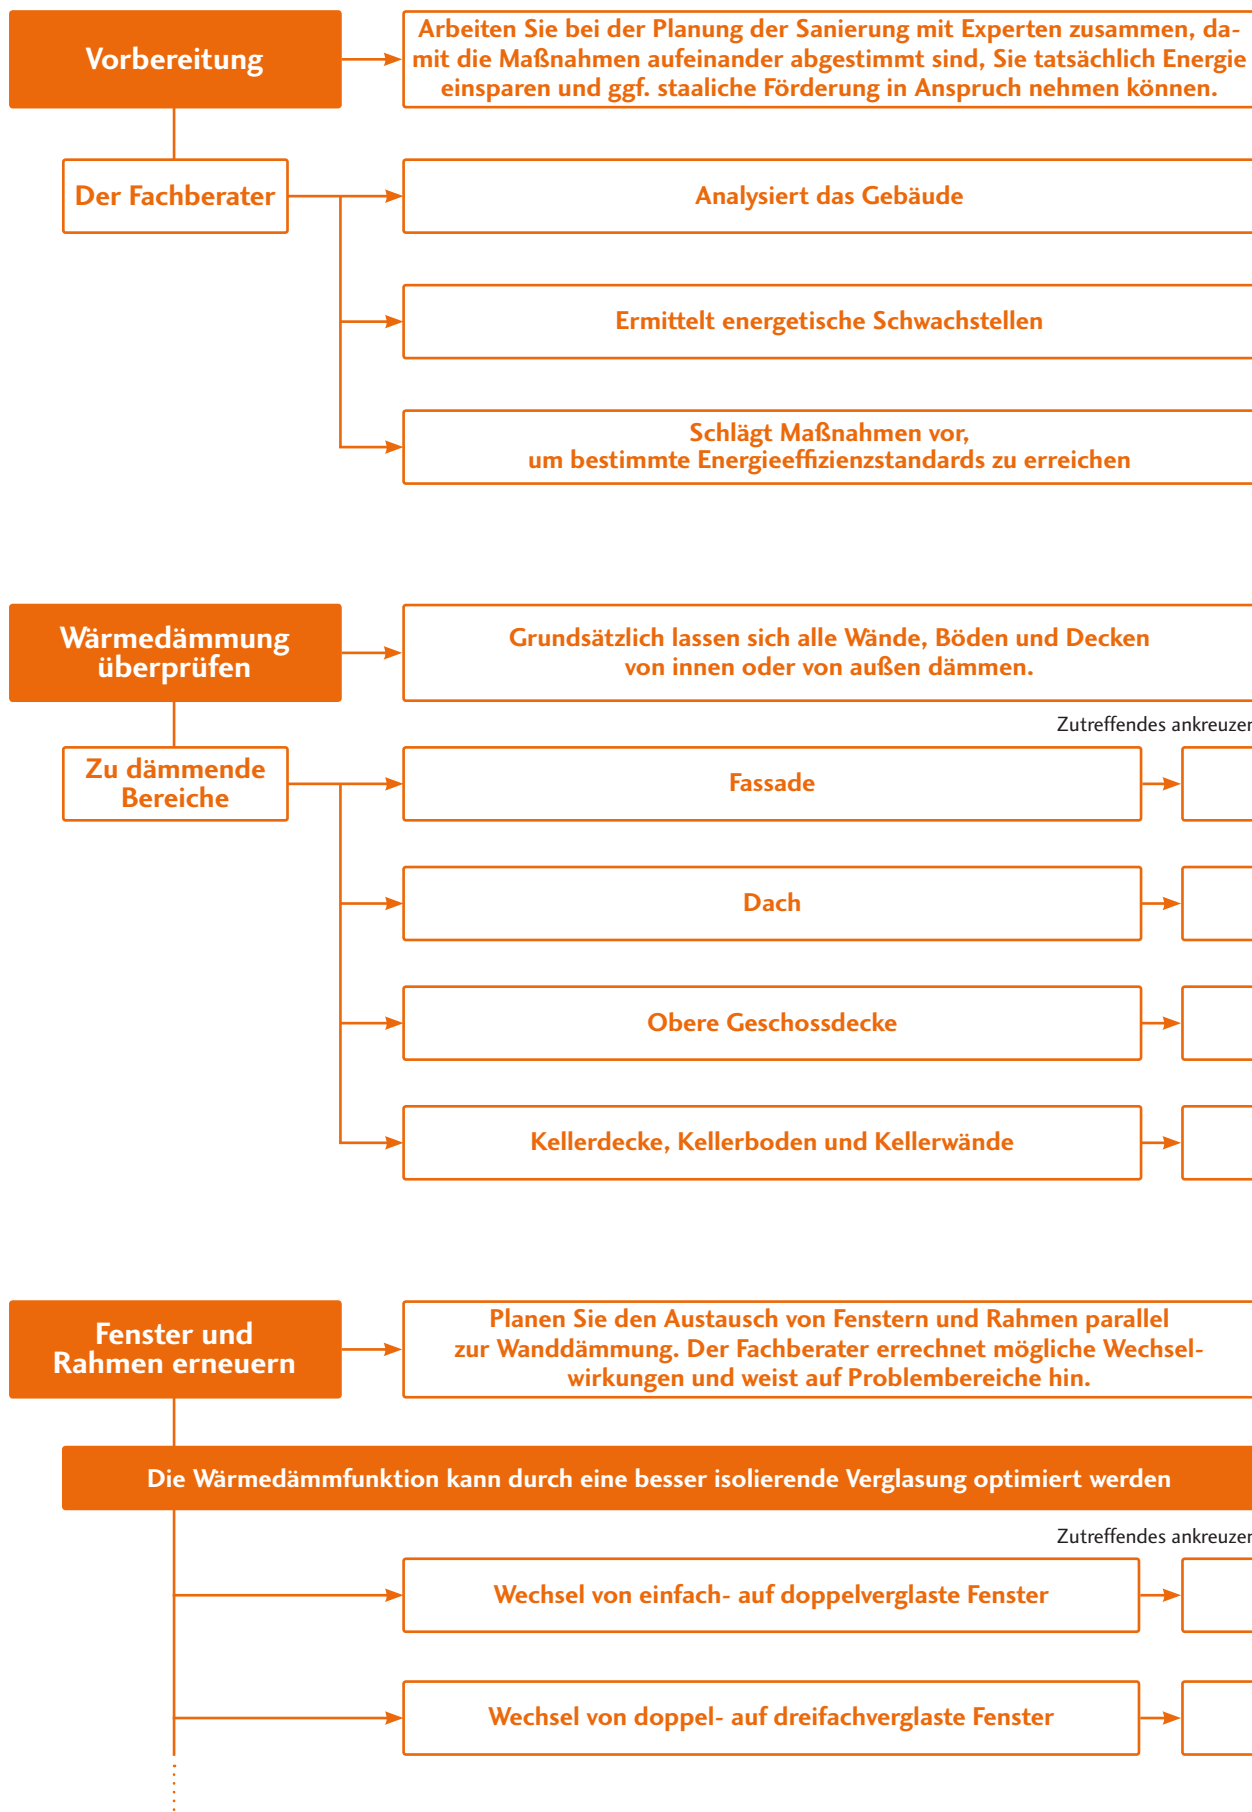 Vorbereitung
Arbeiten Sie bei der Planung der Sanierung mit Experten zusammen, da-
mit die Maßnahmen aufeinander abgestimmt sind, Sie tatsächlich Energie
einsparen und ggf. staaliche Förderung in Anspruch nehmen können.
Der Fachberater
Analysiert das Gebäude
Ermittelt energetische Schwachstellen
Schlägt Maßnahmen vor,
um bestimmte Energieeffizienzstandards zu erreichen
Wärmedämmung
überprüfen
Grundsätzlich lassen sich alle Wände, Böden und Decken
von innen oder von außen dämmen.
Zutreffendes ankreuzen
Zu dämmende
Bereiche
Fassade
Dach
Obere Geschossdecke
Kellerdecke, Kellerboden und Kellerwände
Fenster und
Rahmen erneuern
Planen Sie den Austausch von Fenstern und Rahmen parallel
zur Wanddämmung. Der Fachberater errechnet mögliche Wechsel-
wirkungen und weist auf Problembereiche hin.
Die Wärmedämmfunktion kann durch eine besser isolierende Verglasung optimiert werden
Zutreffendes ankreuzen
Wechsel von einfach- auf doppelverglaste Fenster
Wechsel von doppel- auf dreifachverglaste Fenster